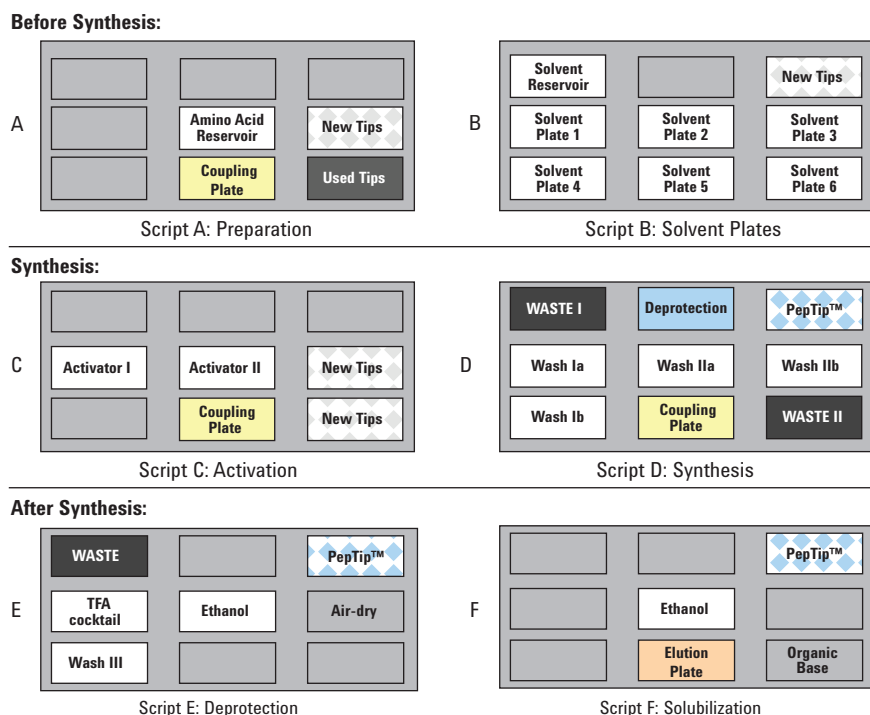 Before Synthesis:
A
Amino Acid
Reservoir
New Tips
Coupling
Plate
Used Tips
Script A: Preparation
B
Solvent
Reservoir
New Tips
Solvent
Plate 1
Solvent
Plate 2
Solvent
Plate 3
Solvent
Plate 4
Solvent
Plate 5
Solvent
Plate 6
Script B: Solvent Plates
Synthesis:
C
Activator I
Activator II
New Tips
Coupling
Plate
New Tips
Script C: Activation
D
WASTE I
Deprotection
PepTip™
Wash Ia
Wash IIa
Wash IIb
Wash Ib
Coupling
Plate
WASTE II
Script D: Synthesis
After Synthesis:
E
WASTE
PepTip™
TFA
cocktail
Ethanol
Air-dry
Wash III
Script E: Deprotection
F
PepTip™
Ethanol
Elution
Plate
Organic
Base
Script F: Solubilization